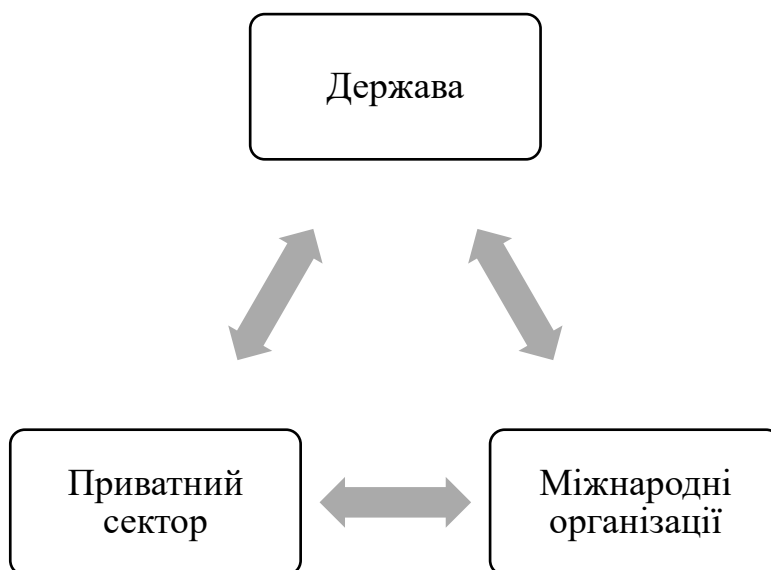 Держава
Приватний
сектор
Міжнародні
організації